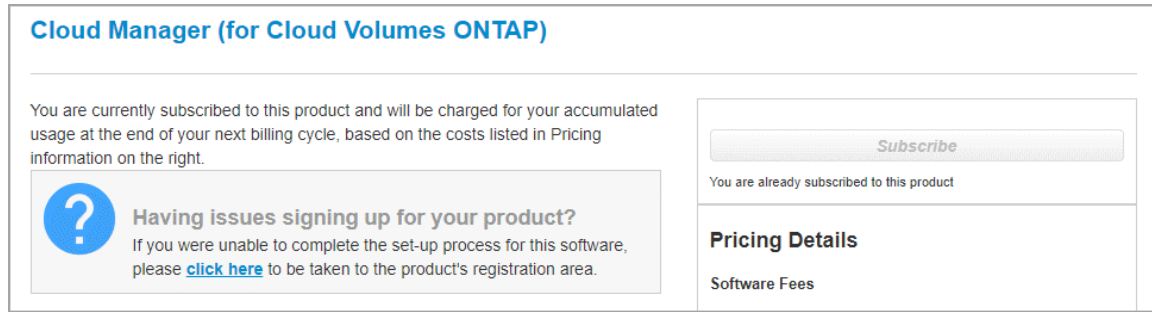 Cloud Manager (for Cloud Volumes ONTAP)
You are currently subscribed to this product and will be charged for your accumulated
usage at the end of your next billing cycle, based on the costs listed in Pricing
information on the right.
?
Having issues signing up for your product?
If you were unable to complete the set-up process for this software,
please click here to be taken to the product's registration area.
Subscribe
You are already subscribed to this product
Pricing Details
Software Fees